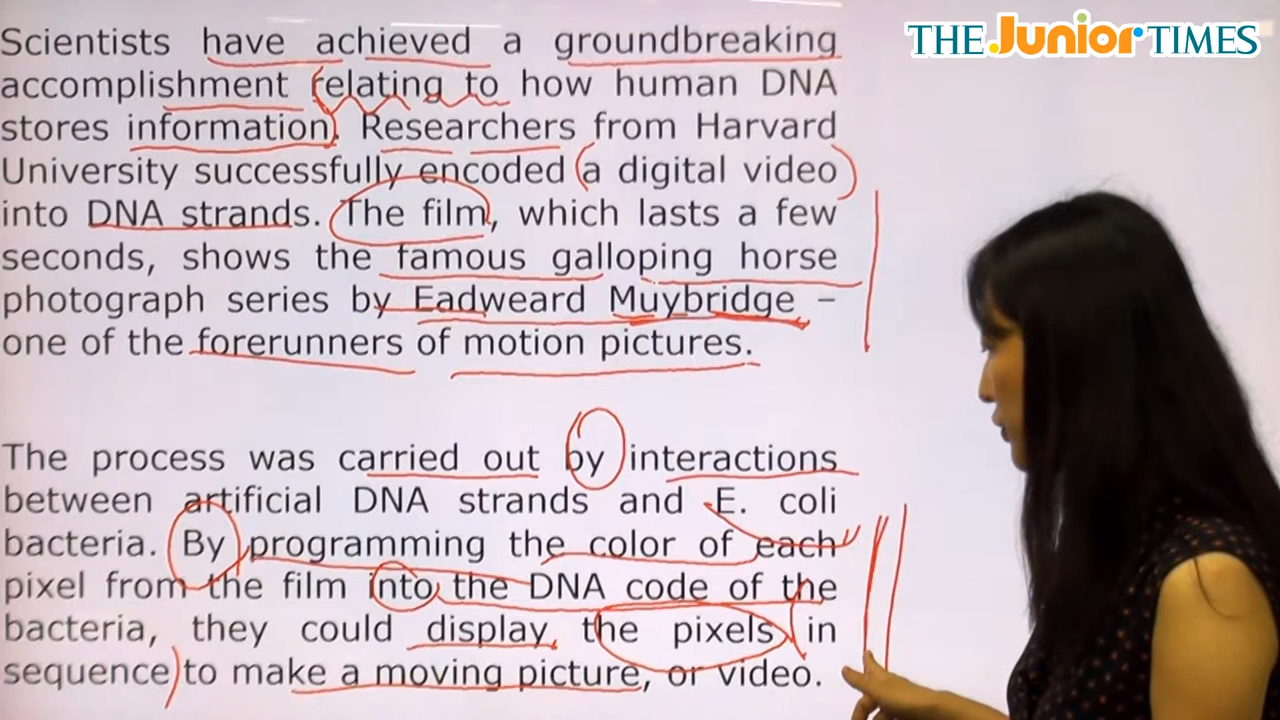 THE Junior TIMES
Scientists have achieved a groundbreaking
accomplishment relating to how human DNA
stores information. Researchers from Harvard
University successfully encoded a digital video
into DNA strands. The film, which lasts a few
seconds, shows the famous galloping horse
photograph series by Eadweard Muybridge –
one of the forerunners of motion pictures.
The process was carried out by interactions
between artificial DNA strands and E. coli
bacteria. By programming the color of each
pixel from the film into the DNA code of the
bacteria, they could display the pixels in
sequence to make a moving picture, or video.